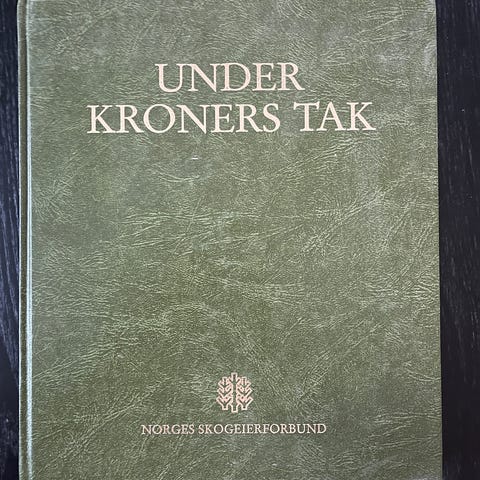 UNDER
KRONERS TAK
NORGES SKOGEIERFORBUND